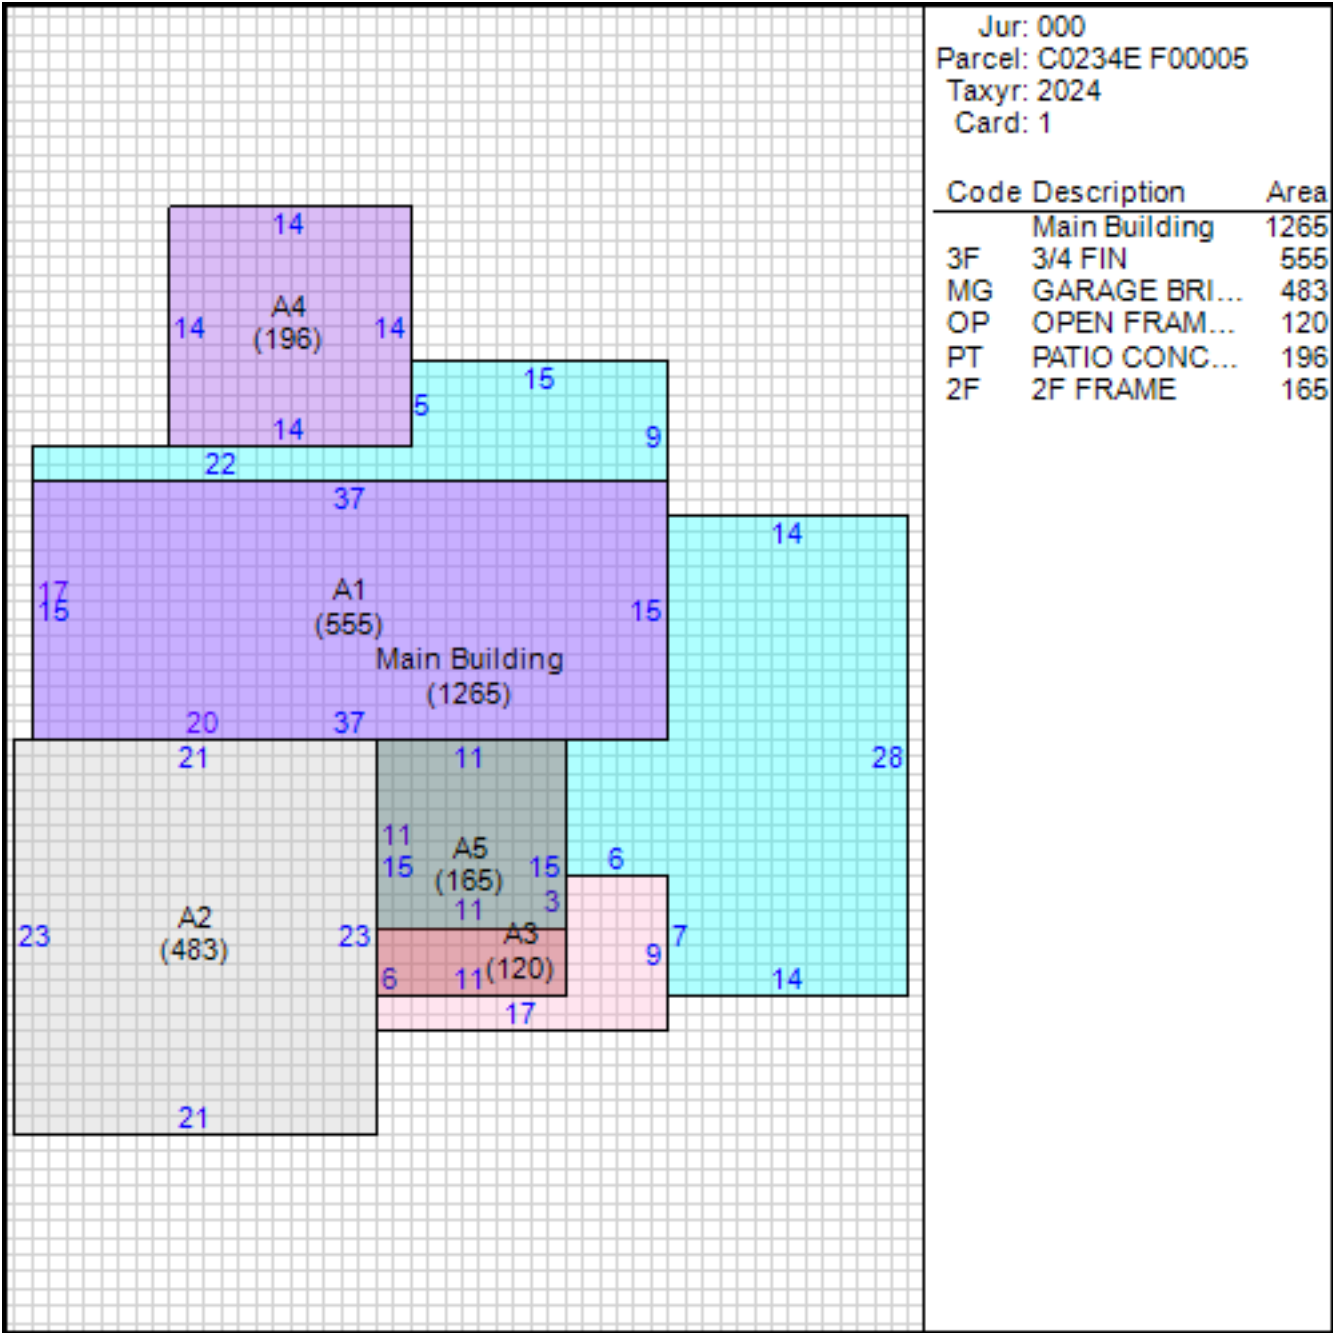 Jur: 000
Parcel: C0234E F00005
Taxyr: 2024
Card: 1
Code Description Area
Main Building 1265
3F 3/4 FIN 555
MG GARAGE BRI... 483
OP OPEN FRAM... 120
PT PATIO CONC... 196
2F 2F FRAME 165
14
A4
14 14
(196)
14
15
5
9
22
37
14
17
A1
15 15
(555)
Main Building
(1265)
20 37
21 11 28
11
A5
15 15 6
(165)
3
11
A2
(483)
23 23
A3
7
9
(120)
6 11 14
17
21